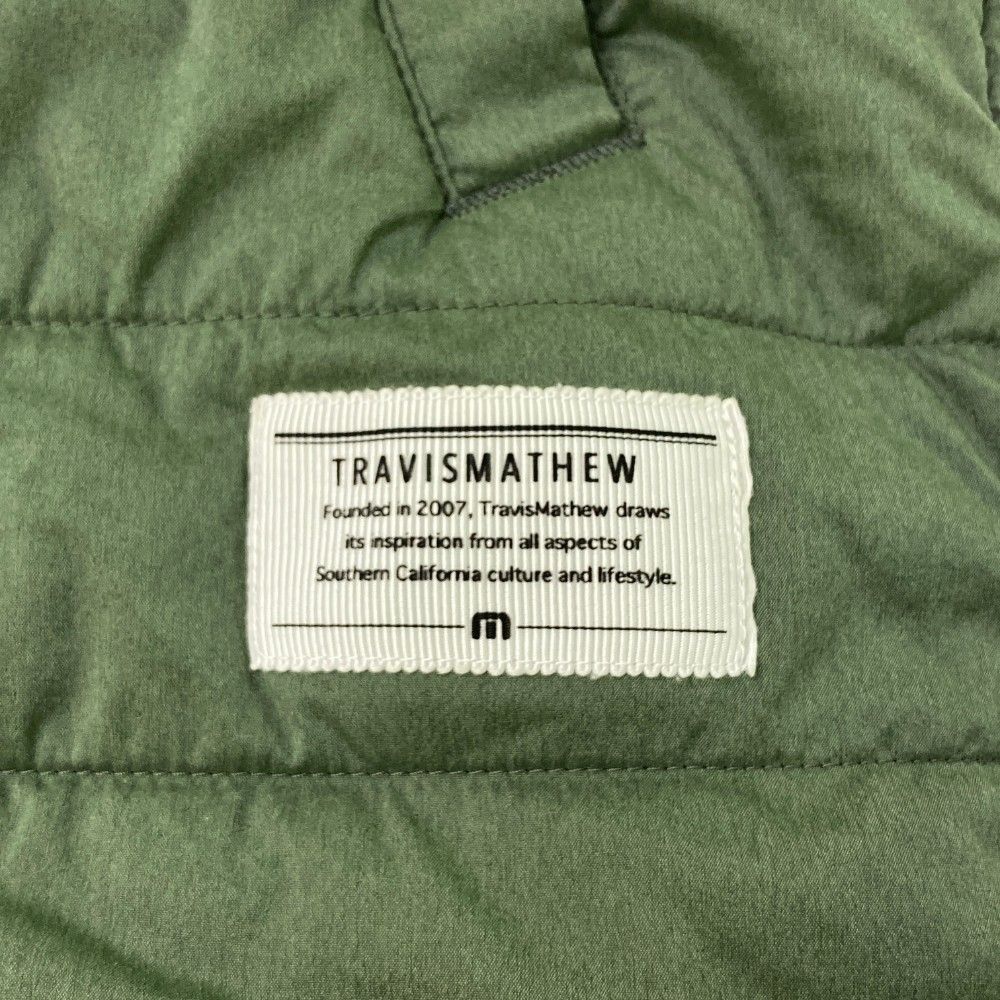 TRAVISMATHEW
Founded in 2007, TravisMathew draws
its inspiration from all aspects of
Southern California culture and lifestyle.